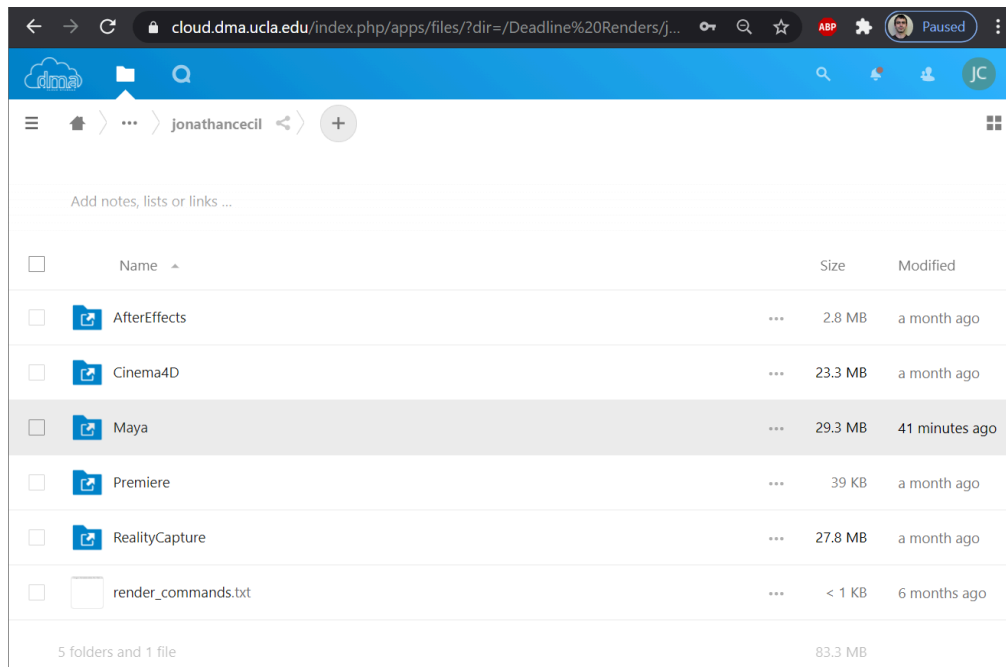 cloud.dma.ucla.edu/index.php/apps/files/?dir=/Deadline%20Renders/j... ABP Paused
dma JC
... jonathancecil +
Add notes, lists or links ...
Name Size Modified
AfterEffects ... 2.8 MB a month ago
Cinema4D ... 23.3 MB a month ago
Maya ... 29.3 MB 41 minutes ago
Premiere ... 39 KB a month ago
RealityCapture ... 27.8 MB a month ago
render_commands.txt ... < 1 KB 6 months ago
5 folders and 1 file 83.3 MB